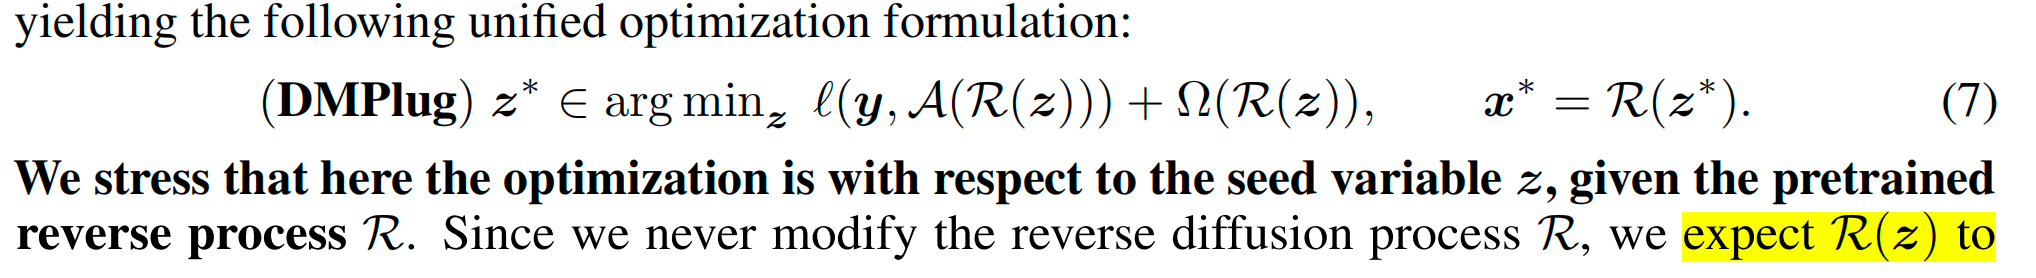 yielding the following unified optimization formulation:
(DMPlug) z* ∈ arg min_z ℓ(y, A(R(z))) + Ω(R(z)), x* = R(z*). (7)
We stress that here the optimization is with respect to the seed variable z, given the pretrained
reverse process R. Since we never modify the reverse diffusion process R, we expect R(z) to